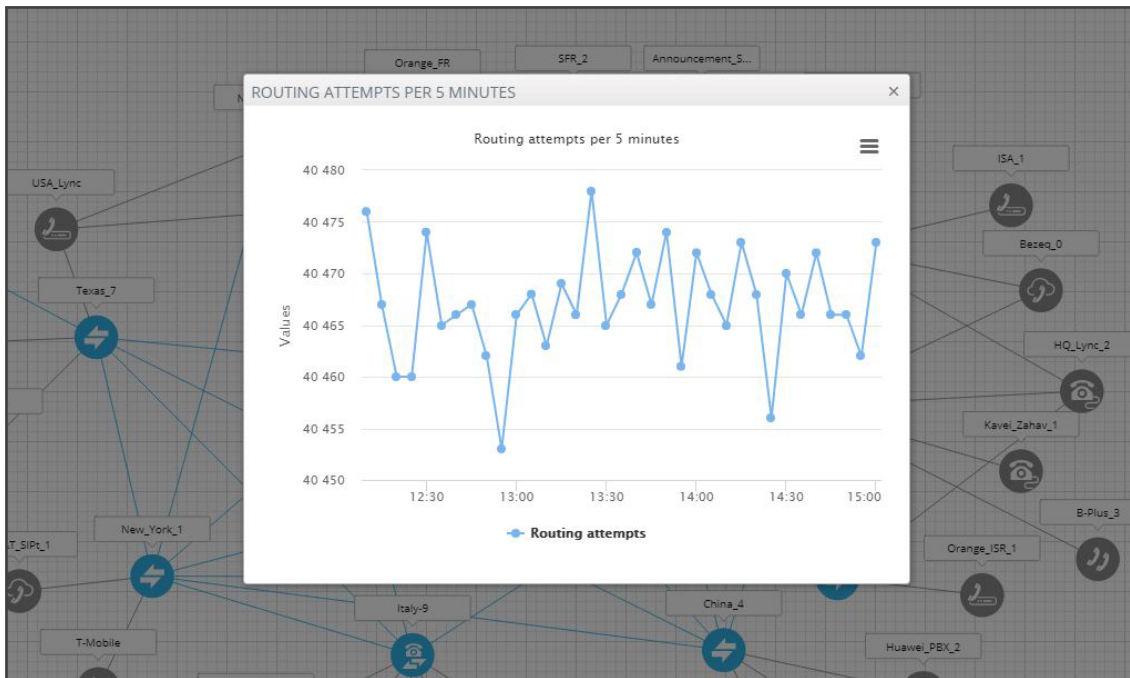 Orange_FR
SFR_2
Announcement_S...
ROUTING ATTEMPTS PER 5 MINUTES
×
Routing attempts per 5 minutes
Values
40 480
40 475
40 470
40 465
40 460
40 455
40 450
12:30
13:00
13:30
14:00
14:30
15:00
Routing attempts
USA_Lync
ISA_1
Bezeq_0
Texas_7
HQ_Lync_2
Kavei_Zahav_1
B-Plus_3
New_York_1
T_SIPt_1
Orange_ISR_1
Italy-9
China_4
T-Mobile
Huawei_PBX_2